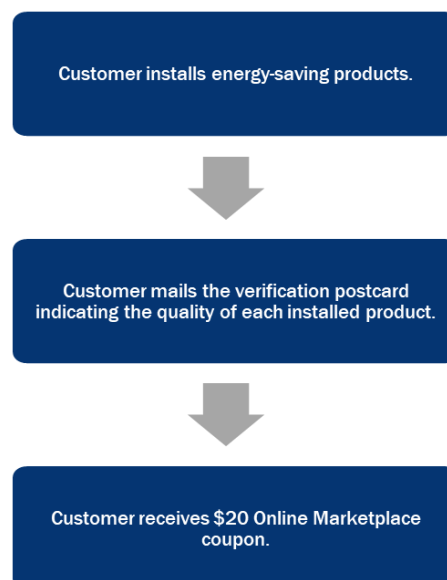 Customer installs energy-saving products.
Customer mails the verification postcard
indicating the quality of each installed product.
Customer receives $20 Online Marketplace
coupon.